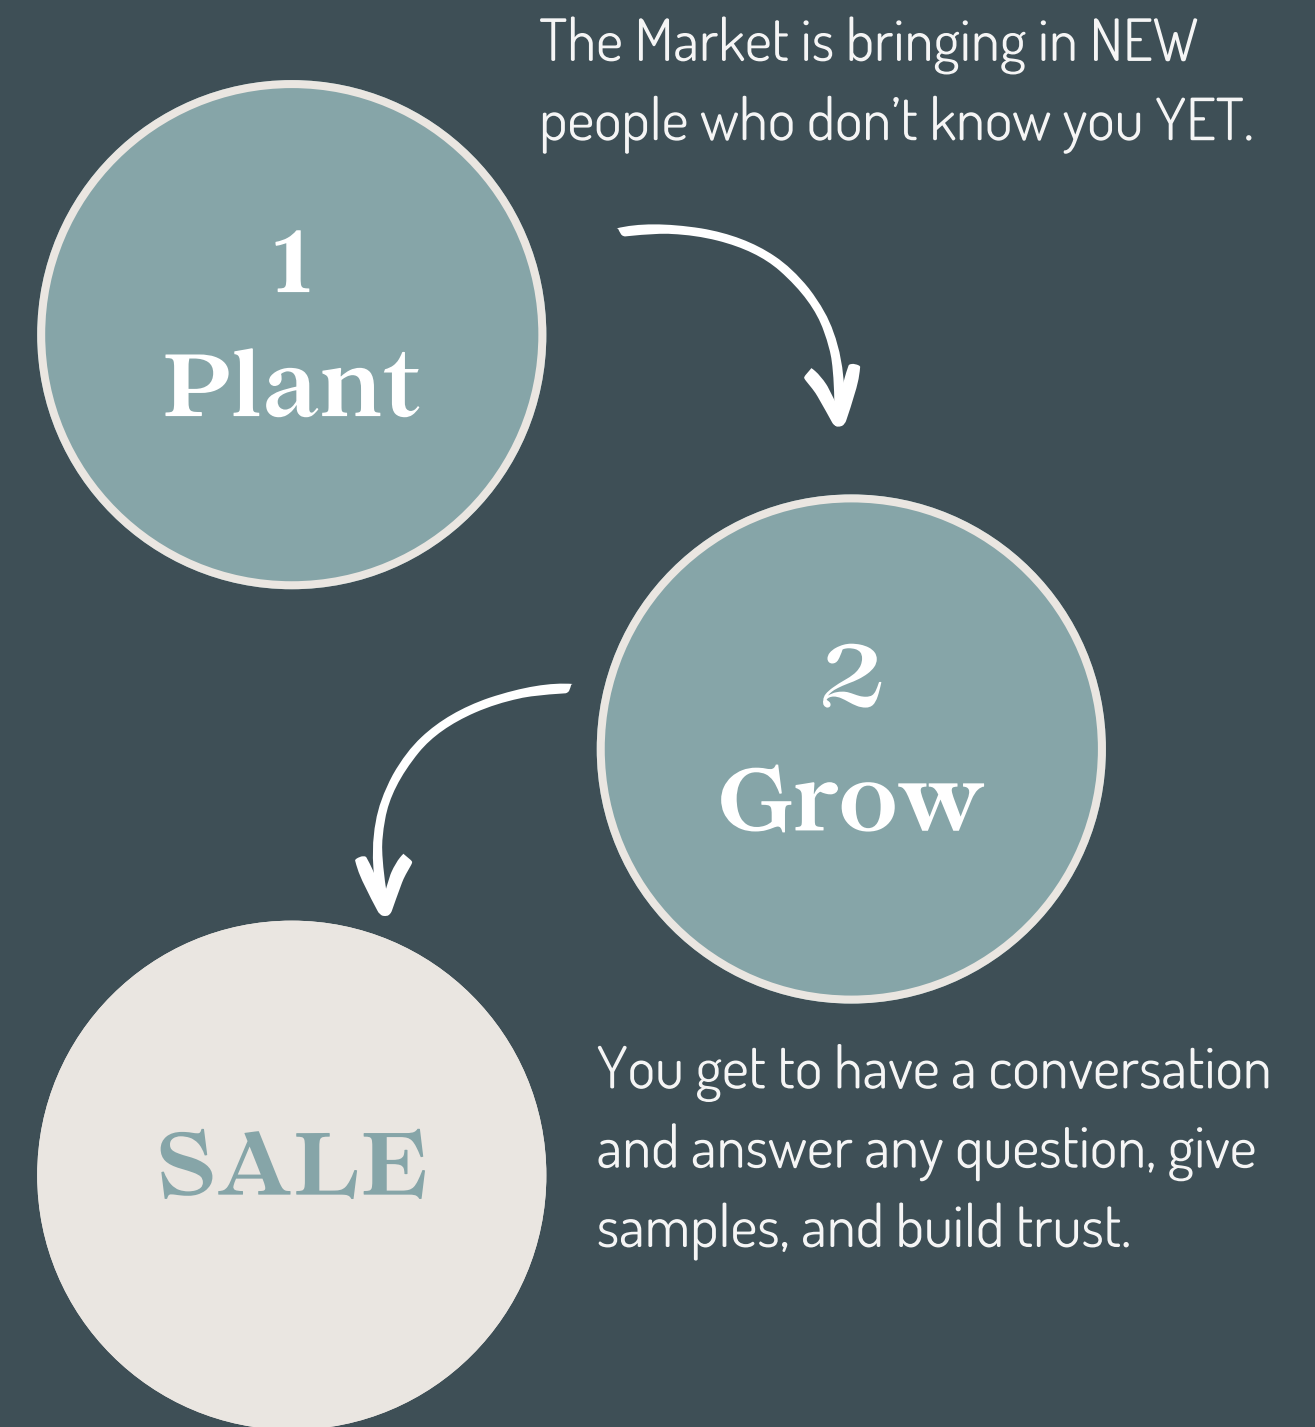 The Market is bringing in NEW
people who don't know you YET.
1
Plant
2
Grow
SALE
You get to have a conversation
and answer any question, give
samples, and build trust.